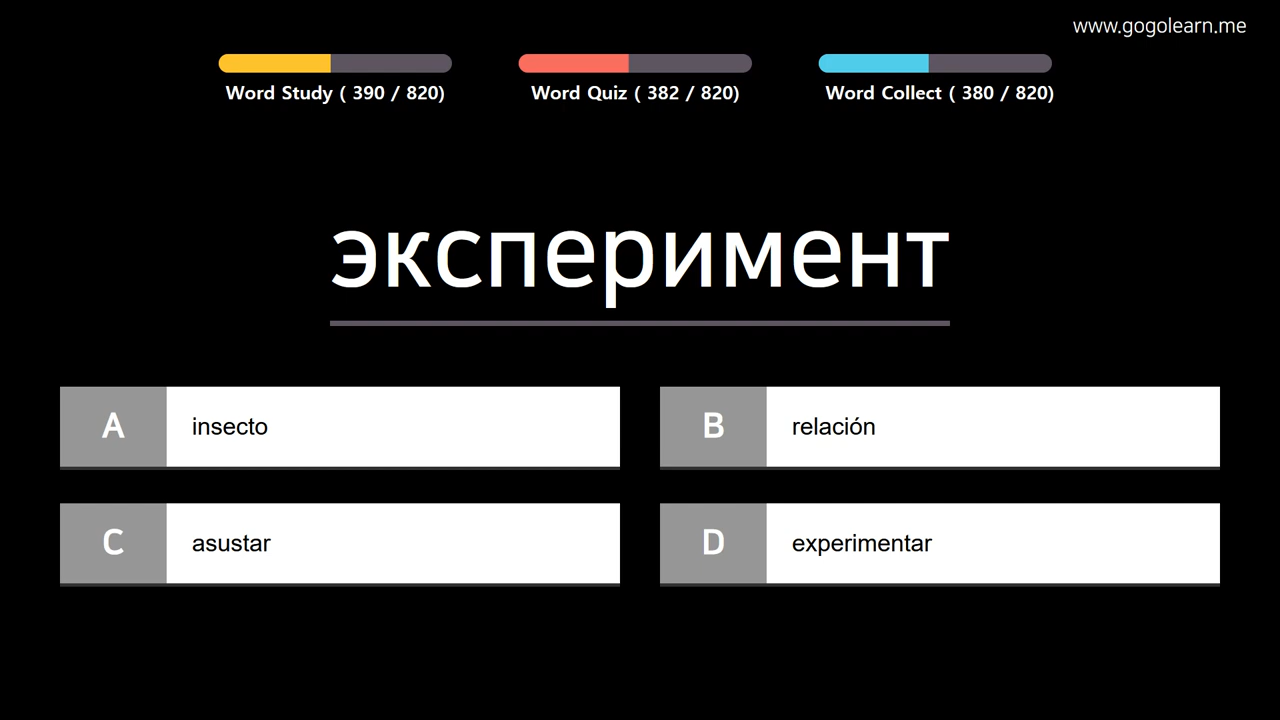 www.gogolearn.me
Word Study ( 390 / 820)
Word Quiz ( 382 / 820)
Word Collect ( 380 / 820)
эксперимент
A insecto
B relación
C asustar
D experimentar